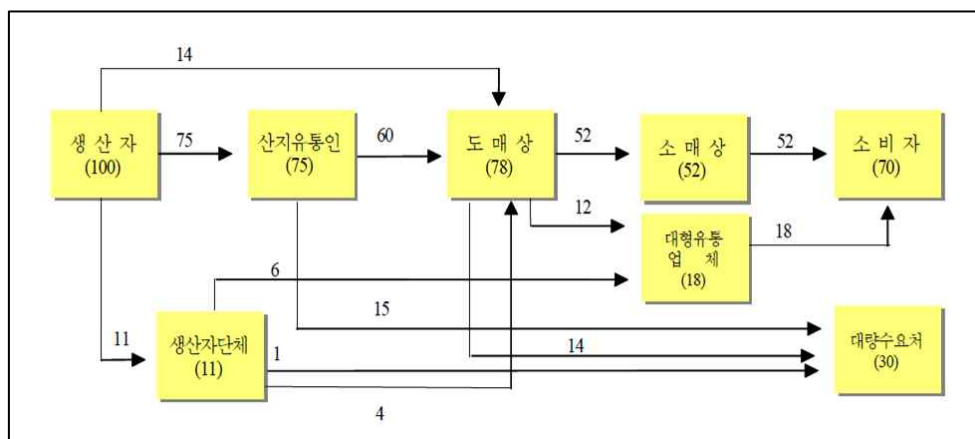 14
생 산 자
(100)
75
산지유통인
(75)
60
도 매 상
(78)
52
소 매 상
(52)
52
소 비 자
(70)
12
대형유통
업 체
(18)
18
6
15
11
생산자단체
(11)
1
14
대량수요처
(30)
4